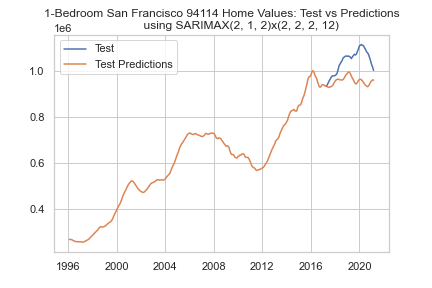 1-Bedroom San Francisco 94114 Home Values: Test vs Predictions
using SARIMAX(2, 1, 2)x(2, 2, 2, 12)
1e6
Test
Test Predictions
1.0
0.8
0.6
0.4
1996
2000
2004
2008
2012
2016
2020